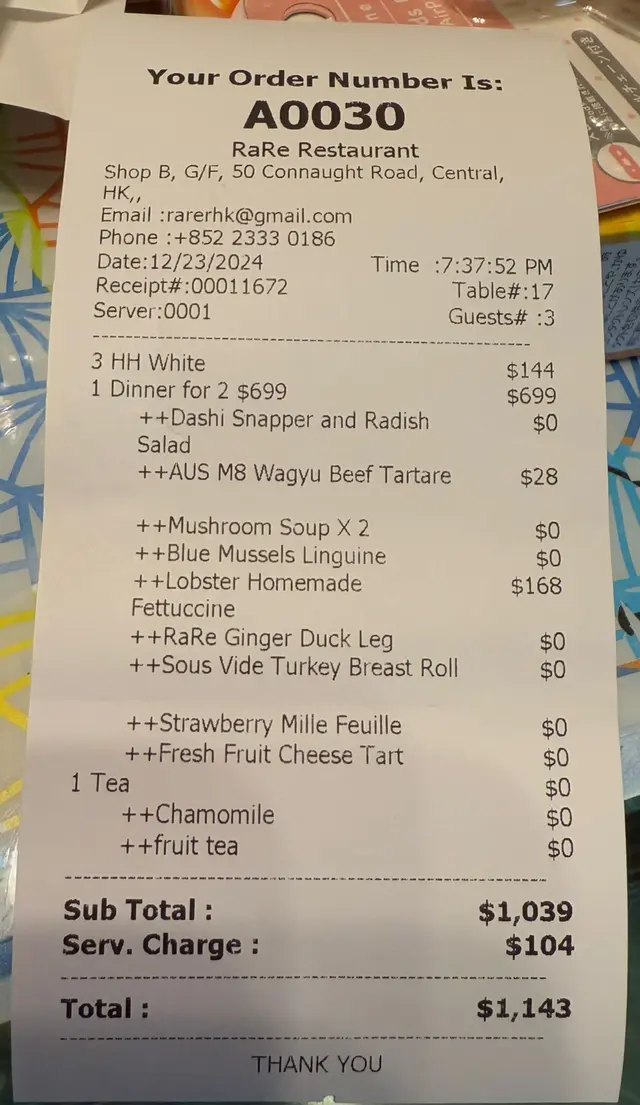 Your Order Number Is:
A0030
RaRe Restaurant
Shop B, G/F, 50 Connaught Road, Central,
HK,,
Email :rarerhk@gmail.com
Phone :+852 2333 0186
Date:12/23/2024 Time :7:37:52 PM
Receipt#:00011672 Table#:17
Server:0001 Guests# :3
3 HH White $144
1 Dinner for 2 $699 $699
++Dashi Snapper and Radish $0
Salad
++AUS M8 Wagyu Beef Tartare $28
++Mushroom Soup X 2 $0
++Blue Mussels Linguine $0
++Lobster Homemade $168
Fettuccine
++RaRe Ginger Duck Leg $0
++Sous Vide Turkey Breast Roll $0
++Strawberry Mille Feuille $0
++Fresh Fruit Cheese Tart $0
1 Tea $0
++Chamomile $0
++fruit tea $0
Sub Total : $1,039
Serv. Charge : $104
Total : $1,143
THANK YOU